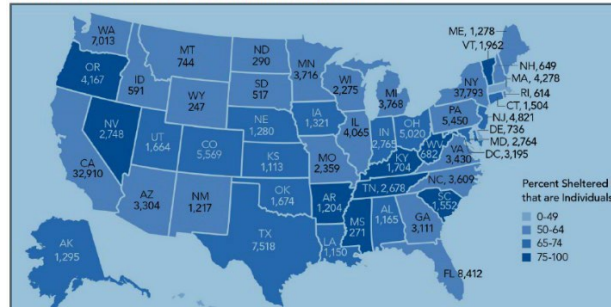 WA
7,013
MT
744
ND
290
MN
3,716
ME, 1,278
VT, 1,962
NH, 649
MA, 4,278
RI, 614
CT, 1,504
NJ, 4,821
DE, 736
MD, 2,764
DC, 3,195
OR
4,167
ID
591
WY
247
SD
517
WI
2,275
MI
3,768
NY
37,793
PA
5,450
NV
2,748
UT
1,664
CO
5,569
NE
1,280
IA
1,321
IL
4,065
IN
2,765
OH
5,020
WV
682
VA
3,430
CA
32,910
KS
1,113
MO
2,359
KY
1,704
NC, 3,609
TN, 2,678
SC
1,552
AZ
3,304
NM
1,217
OK
1,674
AR
1,204
MS
271
AL
1,165
GA
3,111
TX
7,518
LA
1,150
FL 8,412
AK
1,295
Percent Sheltered
that are Individuals
0-49
50-64
65-74
75-100